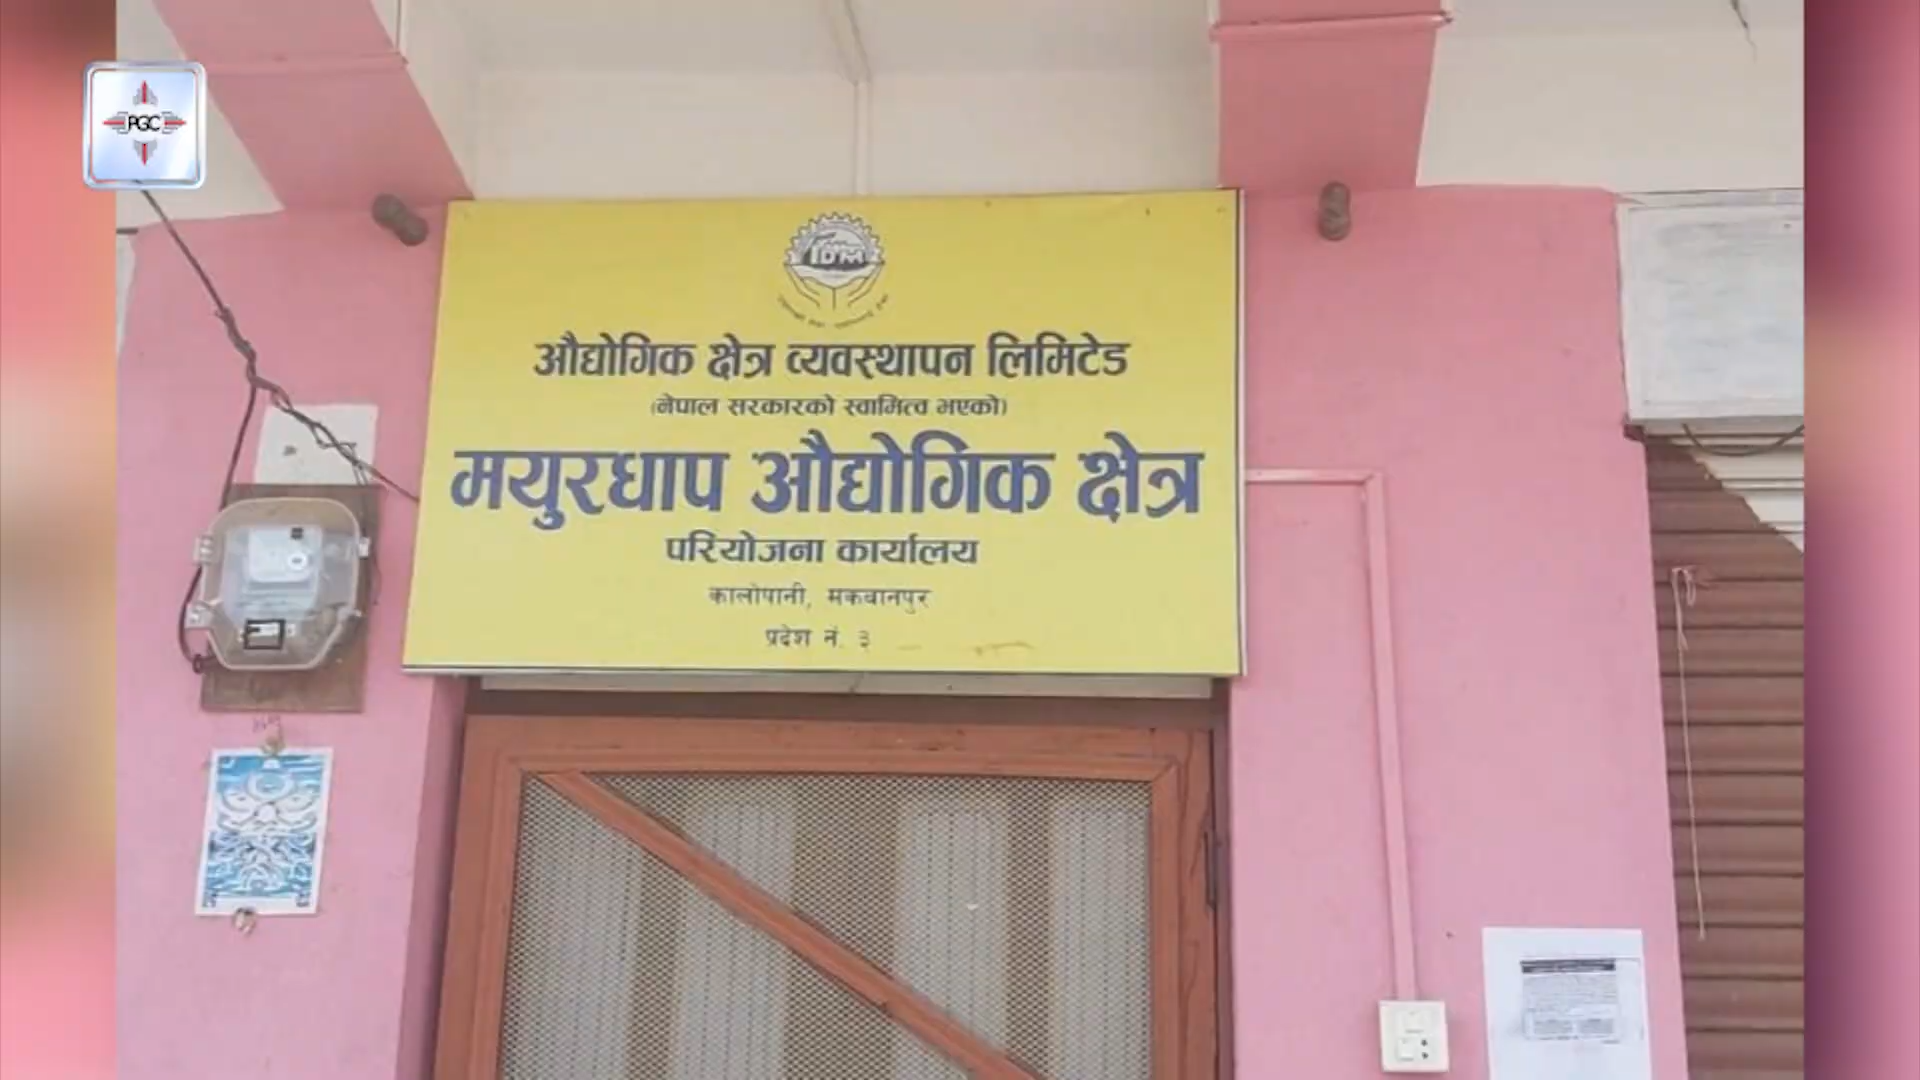 PGC
IDM
औद्योगिक क्षेत्र व्यवस्थापन लिमिटेड
(नेपाल सरकारको स्वामित्व भएको)
मयुरधाप औद्योगिक क्षेत्र
परियोजना कार्यालय
कालोपानी, मकवानपुर
प्रदेश नं. ३